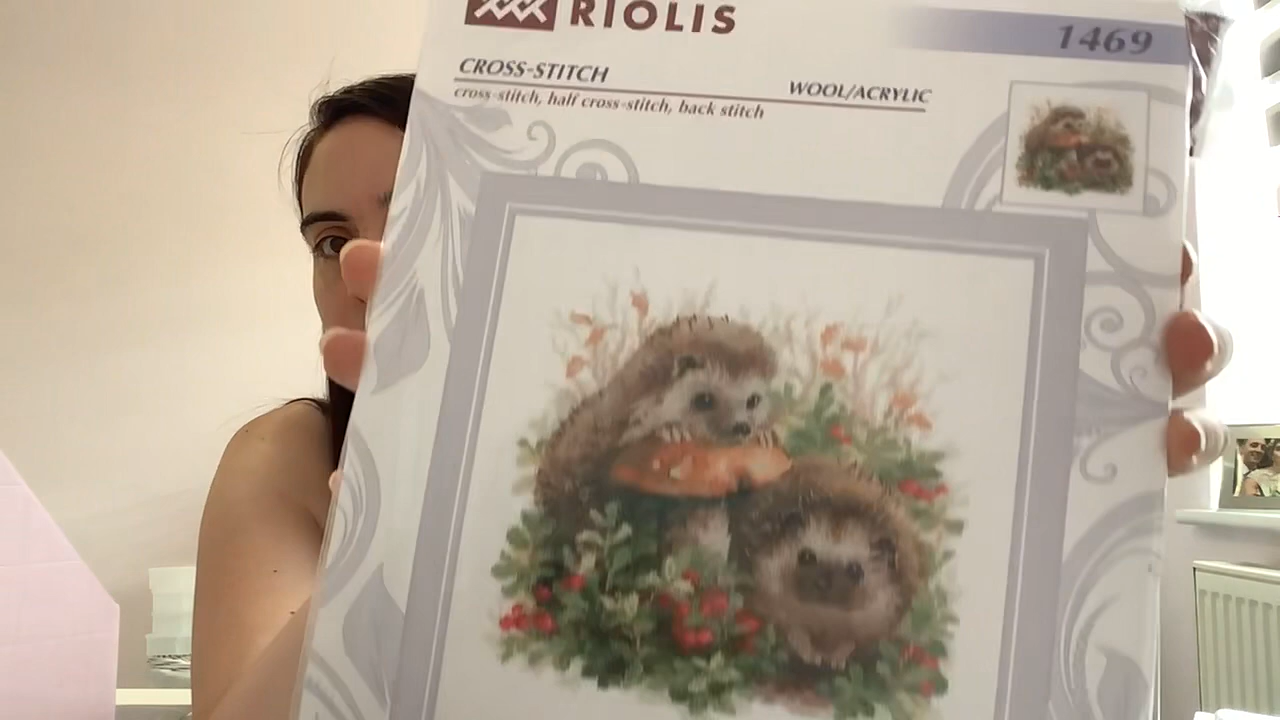 RIOLIS
1469
CROSS-STITCH
WOOL/ACRYLIC
cross-stitch, half cross-stitch, back stitch